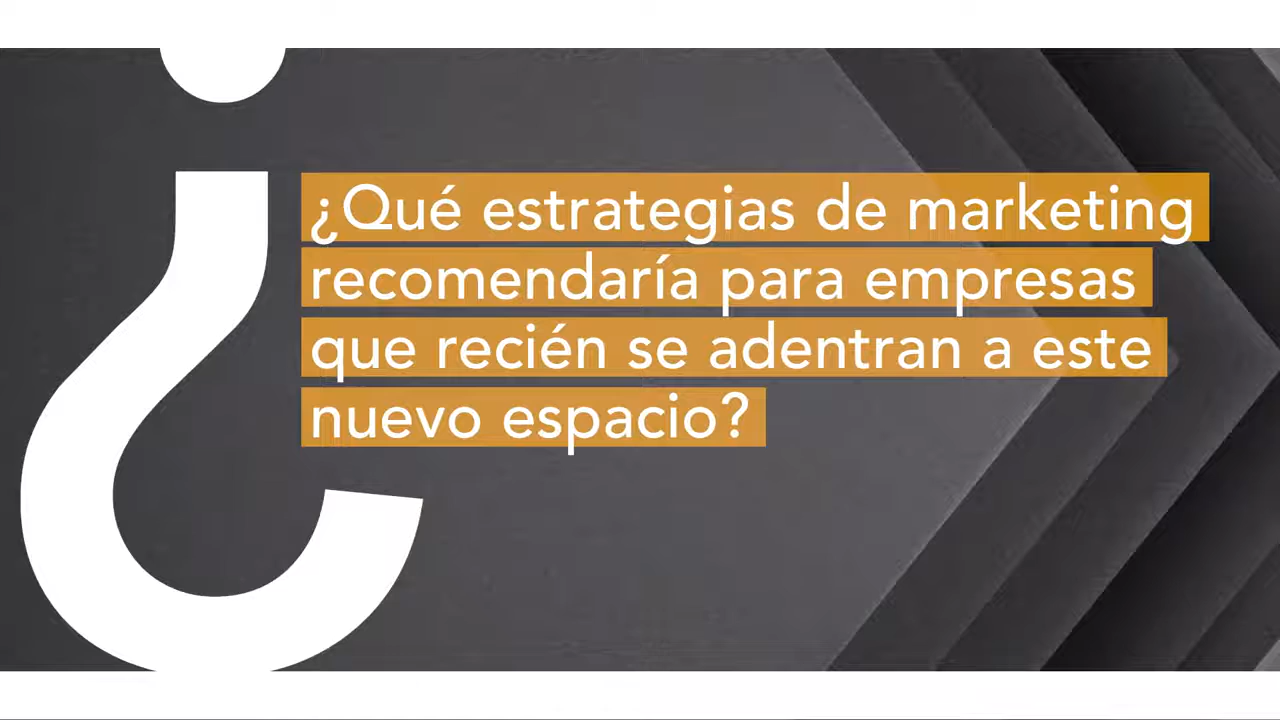 ¿Qué estrategias de marketing
recomendaría para empresas
que recién se adentran a este
nuevo espacio?